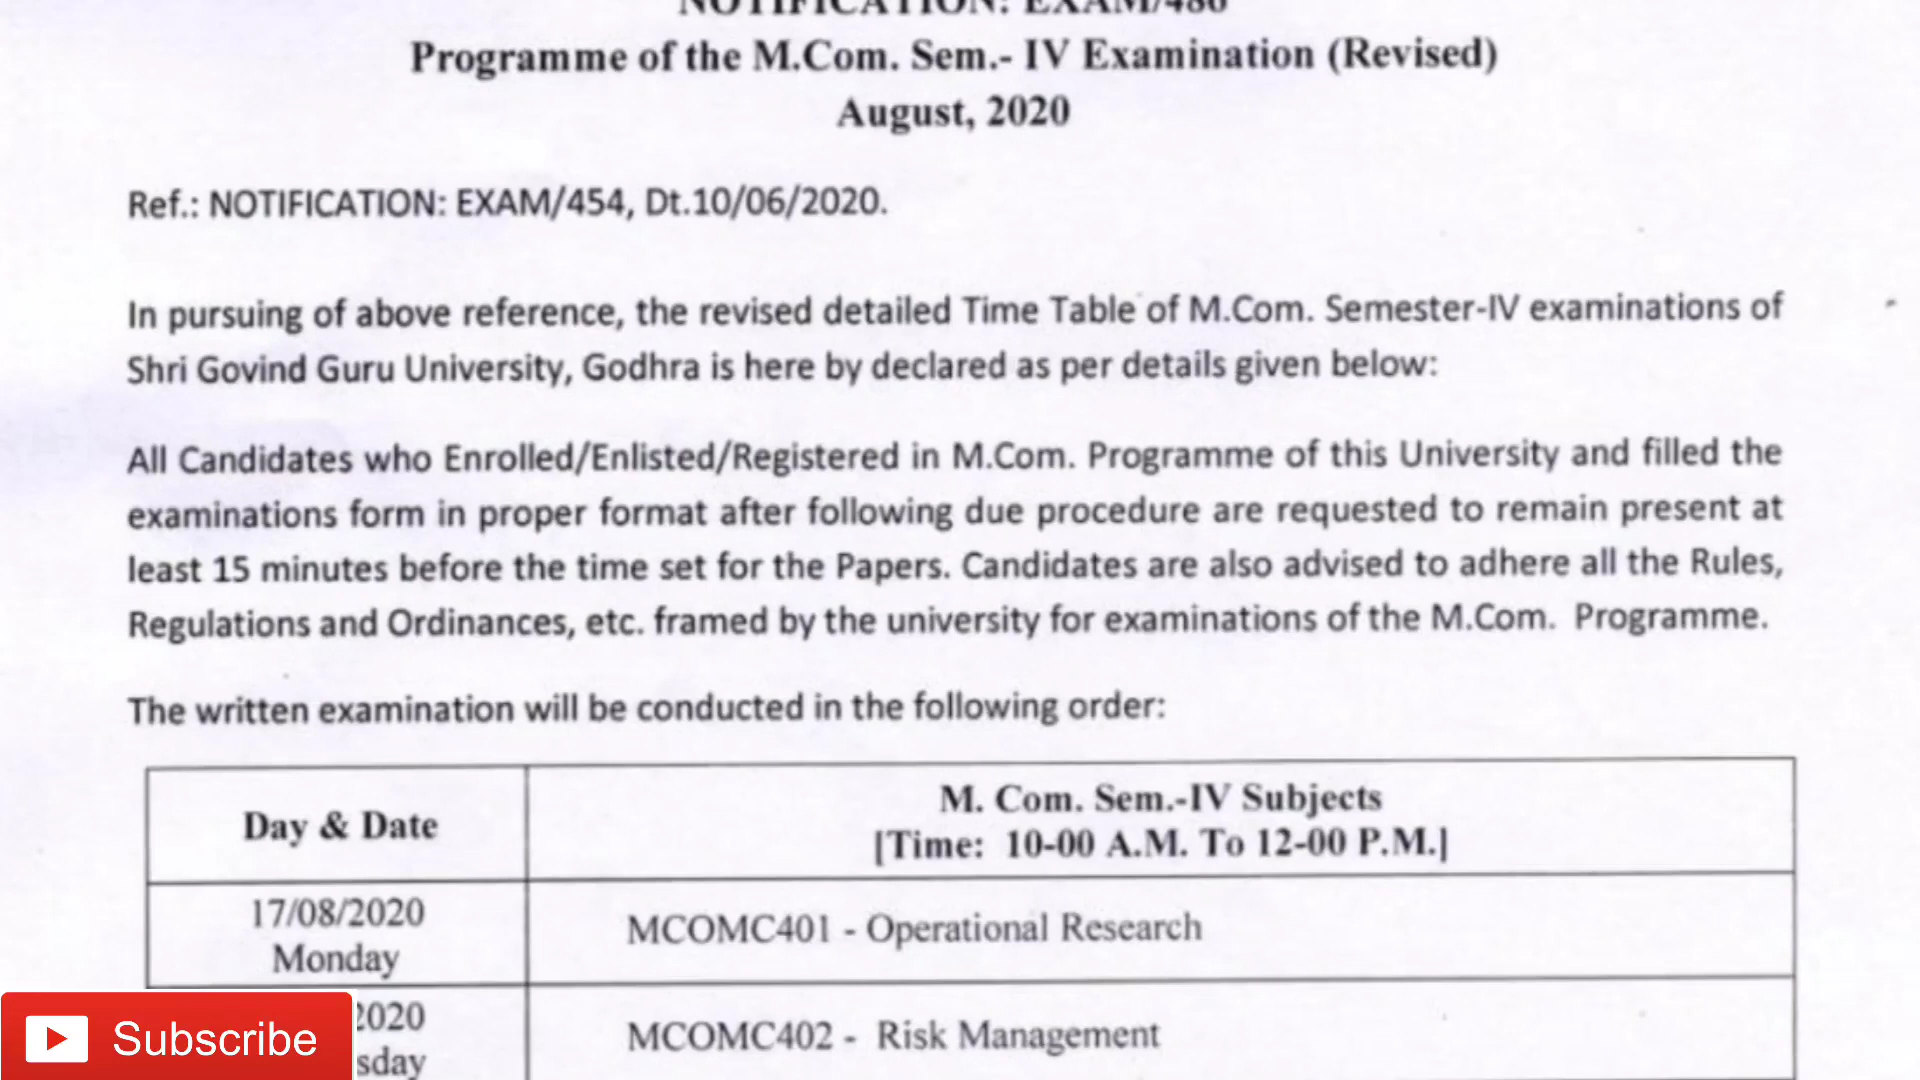 NOTIFICATION: EXAM/486
Programme of the M.Com. Sem.- IV Examination (Revised)
August, 2020
Ref.: NOTIFICATION: EXAM/454, Dt.10/06/2020.
In pursuing of above reference, the revised detailed Time Table of M.Com. Semester-IV examinations of
Shri Govind Guru University, Godhra is here by declared as per details given below:
All Candidates who Enrolled/Enlisted/Registered in M.Com. Programme of this University and filled the
examinations form in proper format after following due procedure are requested to remain present at
least 15 minutes before the time set for the Papers. Candidates are also advised to adhere all the Rules,
Regulations and Ordinances, etc. framed by the university for examinations of the M.Com. Programme.
The written examination will be conducted in the following order:
Day & Date
M. Com. Sem.-IV Subjects
[Time: 10-00 A.M. To 12-00 P.M.]
17/08/2020
Monday
MCOMC401 - Operational Research
2020
sday
MCOMC402 - Risk Management
Subscribe